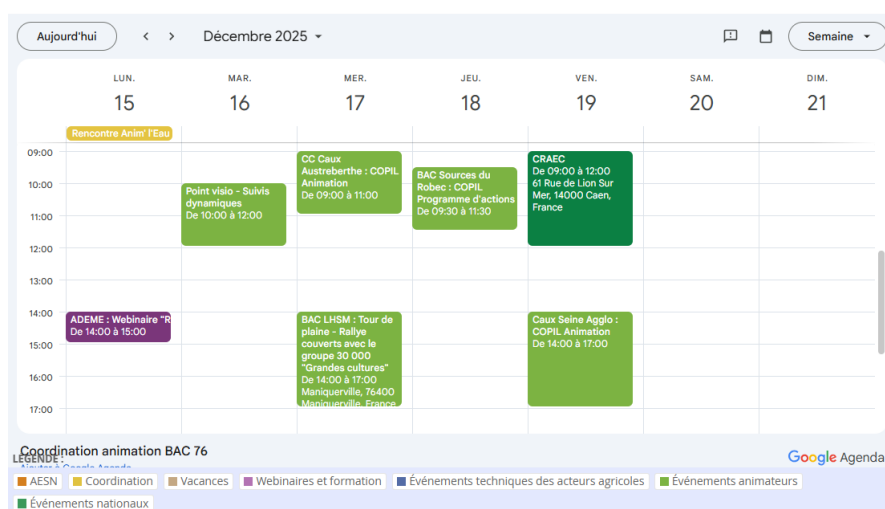 Aujourd'hui
Décembre 2025
Semaine
LUN.
MAR.
MER.
JEU.
VEN.
SAM.
DIM.
15
16
17
18
19
20
21
Rencontre Anim' l'Eau
09:00
10:00
11:00
12:00
13:00
14:00
15:00
16:00
17:00
ADEME : Webinaire "R
De 14:00 à 15:00
Point visio - Suivis
dynamiques
De 10:00 à 12:00
CC Caux
Austreberthe : COPIL
Animation
De 09:00 à 11:00
BAC LHSM : Tour de
plaine - Rallye
couverts avec le
groupe 30 000
"Grandes cultures"
De 14:00 à 17:00
Maniquerville, 76400
Maniquerville, France
BAC Sources du
Robec : COPIL
Programme d'actions
De 09:30 à 11:30
CRAEC
De 09:00 à 12:00
61 Rue de Lion Sur
Mer, 14000 Caen,
France
Caux Seine Agglo :
COPIL Animation
De 14:00 à 17:00
Coordination animation BAC 76
LÉGENDE :
Ajouter à Google Agenda
Google Agenda
AESN
Coordination
Vacances
Webinaires et formation
Événements techniques des acteurs agricoles
Événements animateurs
Événements nationaux